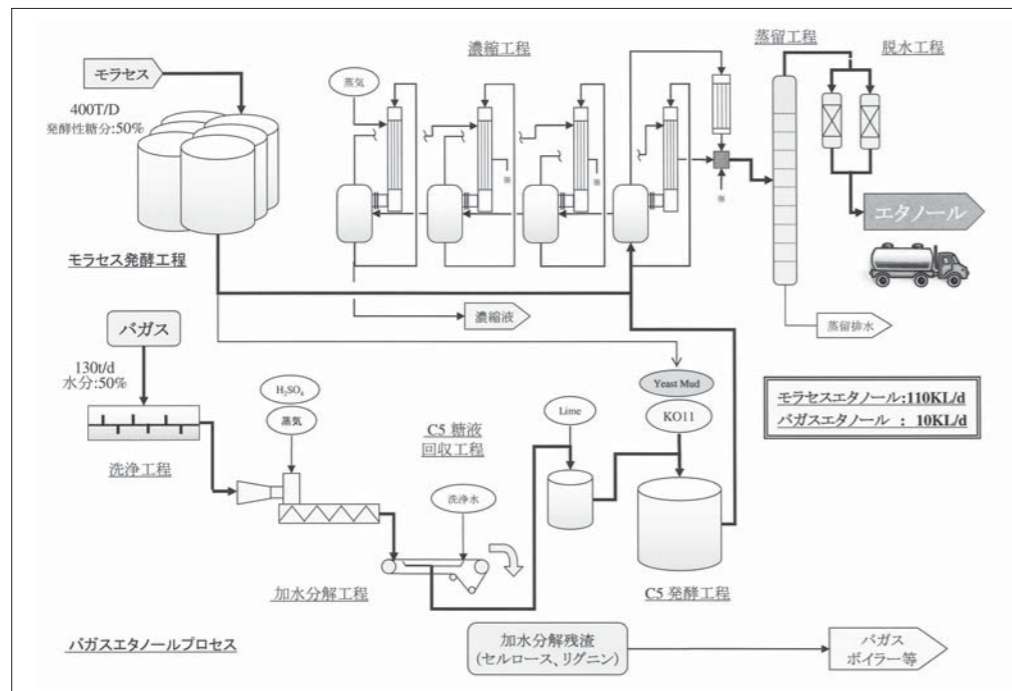 濃縮工程
蒸留工程
脱水工程
モラセス
400T/D
発酵性糖分:50%
蒸気
エタノール
モラセス発酵工程
濃縮液
蒸留排水
バガス
130t/d
水分:50%
洗浄工程
H₂SO₄
蒸気
C5 糖液
回収工程
洗浄水
Lime
Yeast Mud
KO11
モラセスエタノール:110KL/d
バガスエタノール : 10KL/d
加水分解工程
C5 発酵工程
バガスエタノールプロセス
加水分解残渣
(セルロース、リグニン)
バガス
ボイラー等